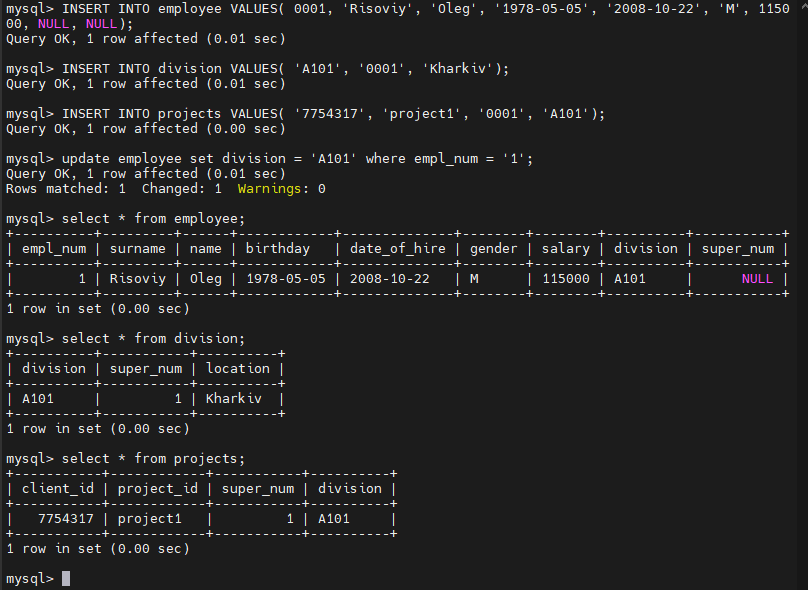 mysql> INSERT INTO employee VALUES( 0001, 'Risoviy', 'Oleg', '1978-05-05', '2008-10-22', 'M', 1150
00, NULL, NULL);
Query OK, 1 row affected (0.01 sec)

mysql> INSERT INTO division VALUES( 'A101', '0001', 'Kharkiv');
Query OK, 1 row affected (0.01 sec)

mysql> INSERT INTO projects VALUES( '7754317', 'project1', '0001', 'A101');
Query OK, 1 row affected (0.00 sec)

mysql> update employee set division = 'A101' where empl_num = '1';
Query OK, 1 row affected (0.01 sec)
Rows matched: 1  Changed: 1  Warnings: 0

mysql> select * from employee;
+----------+---------+------+------------+--------------+--------+--------+----------+-----------+
| empl_num | surname | name | birthday   | date_of_hire | gender | salary | division | super_num |
+----------+---------+------+------------+--------------+--------+--------+----------+-----------+
|        1 | Risoviy | Oleg | 1978-05-05 | 2008-10-22   | M      | 115000 | A101     |      NULL |
+----------+---------+------+------------+--------------+--------+--------+----------+-----------+
1 row in set (0.00 sec)

mysql> select * from division;
+----------+-----------+----------+
| division | super_num | location |
+----------+-----------+----------+
| A101     |         1 | Kharkiv  |
+----------+-----------+----------+
1 row in set (0.00 sec)

mysql> select * from projects;
+-----------+------------+-----------+----------+
| client_id | project_id | super_num | division |
+-----------+------------+-----------+----------+
|   7754317 | project1   |         1 | A101     |
+-----------+------------+-----------+----------+
1 row in set (0.00 sec)

mysql>